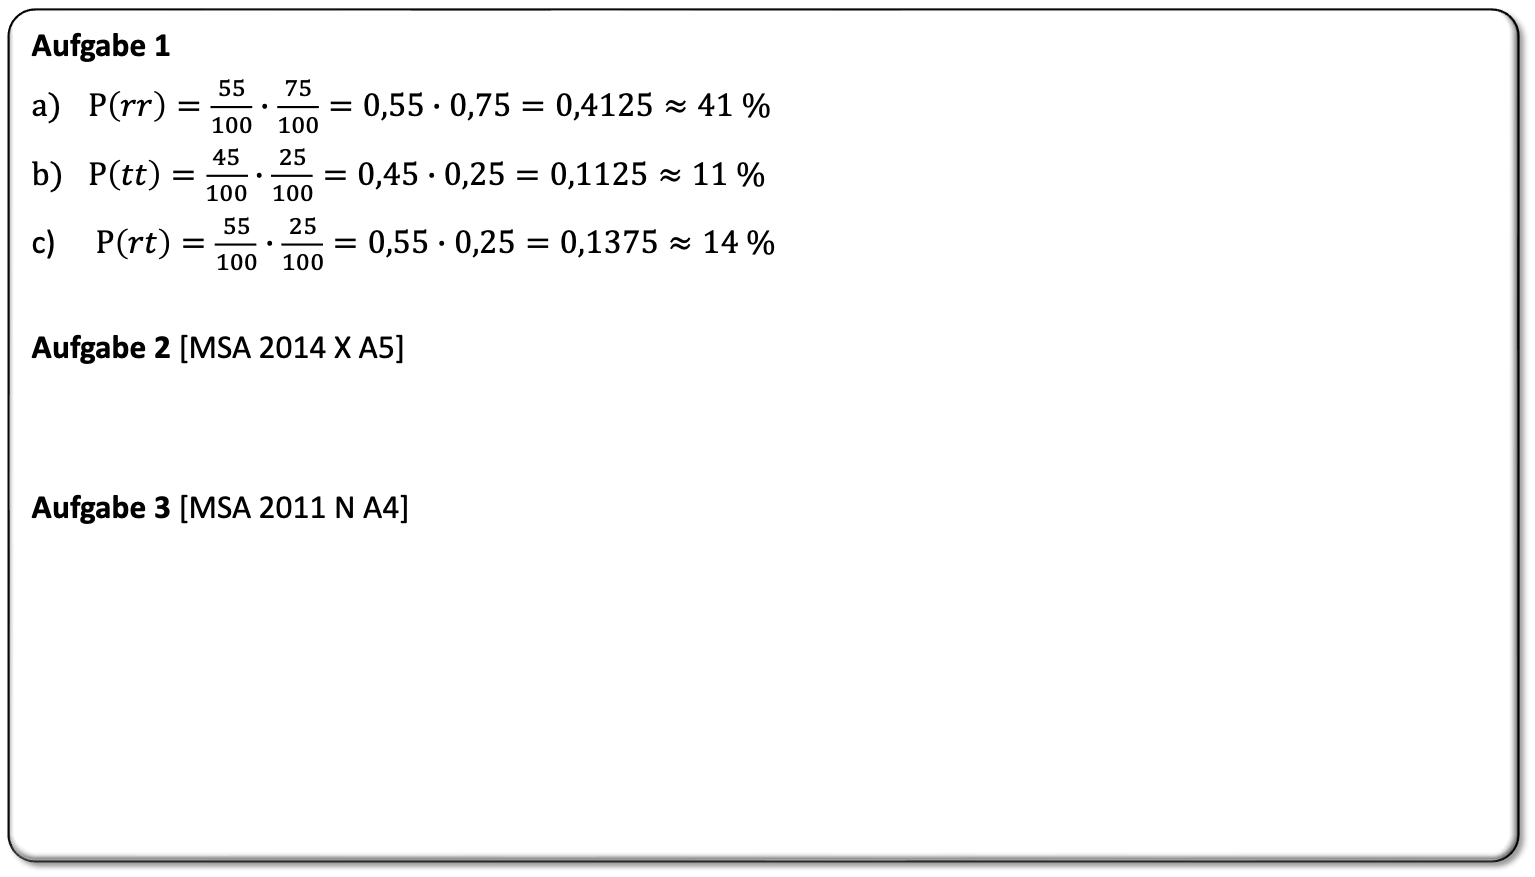 Aufgabe 1
a) P(rr) = 55/100 · 75/100 = 0,55 · 0,75 = 0,4125 ≈ 41 %
b) P(tt) = 45/100 · 25/100 = 0,45 · 0,25 = 0,1125 ≈ 11 %
c) P(rt) = 55/100 · 25/100 = 0,55 · 0,25 = 0,1375 ≈ 14 %
Aufgabe 2 [MSA 2014 X A5]
Aufgabe 3 [MSA 2011 N A4]